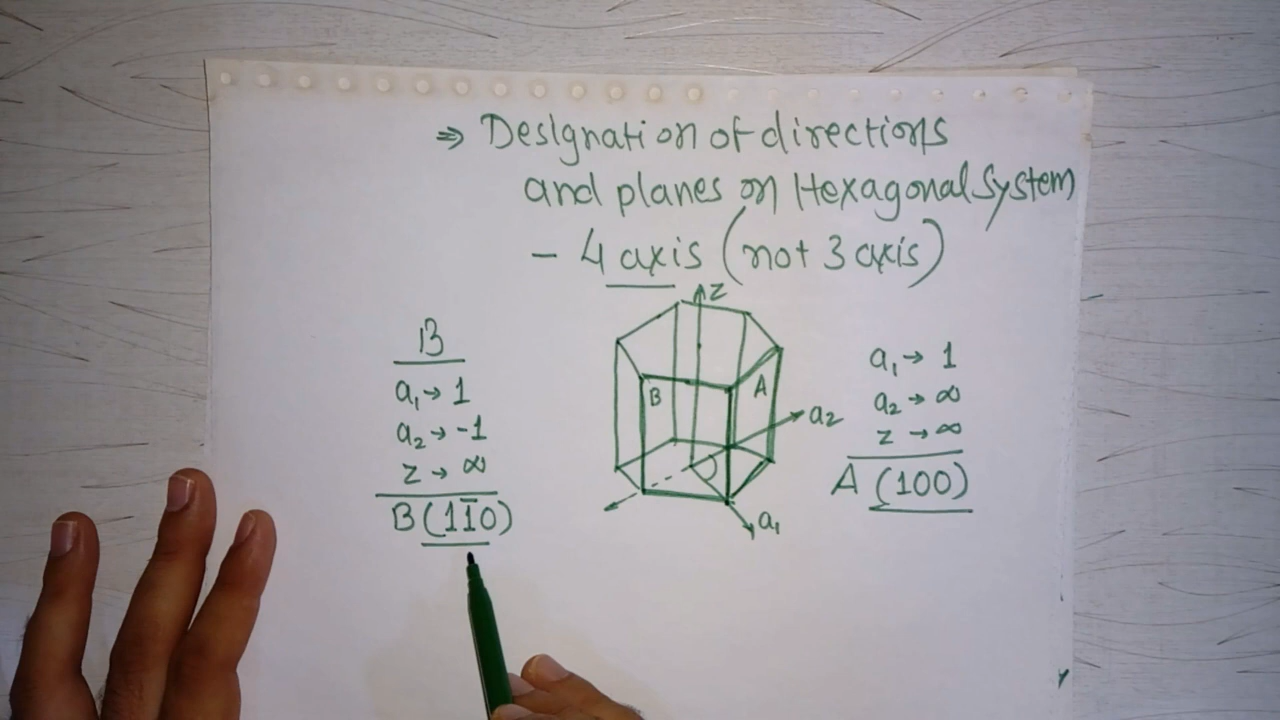 ⇒ Designation of directions
and planes on Hexagonal System
- 4 axis (not 3 axis)
B
a₁ → 1
a₂ → -1
z → ∞
B (11̅0)
z
B
A
a₂
a₁
a₁ → 1
a₂ → ∞
z → ∞
A (100)